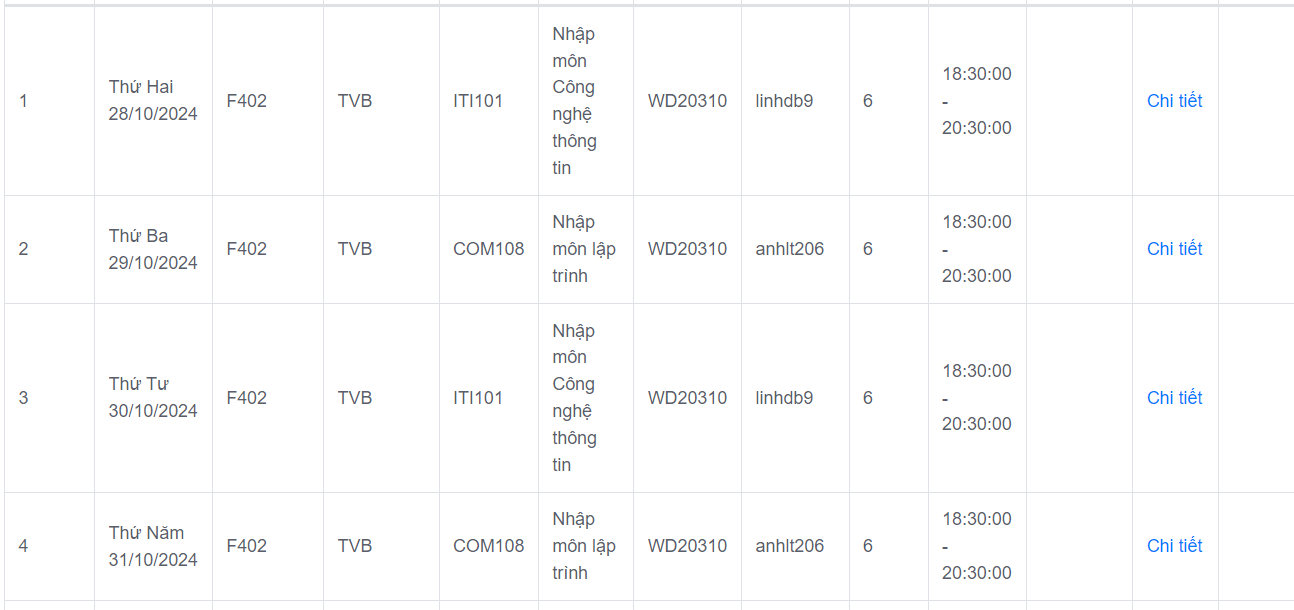 1
Thứ Hai
28/10/2024
F402
TVB
ITI101
Nhập
môn
Công
nghệ
thông
tin
WD20310
linhdb9
6
18:30:00
-
20:30:00
Chi tiết
2
Thứ Ba
29/10/2024
F402
TVB
COM108
Nhập
môn lập
trình
WD20310
anhlt206
6
18:30:00
-
20:30:00
Chi tiết
3
Thứ Tư
30/10/2024
F402
TVB
ITI101
Nhập
môn
Công
nghệ
thông
tin
WD20310
linhdb9
6
18:30:00
-
20:30:00
Chi tiết
4
Thứ Năm
31/10/2024
F402
TVB
COM108
Nhập
môn lập
trình
WD20310
anhlt206
6
18:30:00
-
20:30:00
Chi tiết